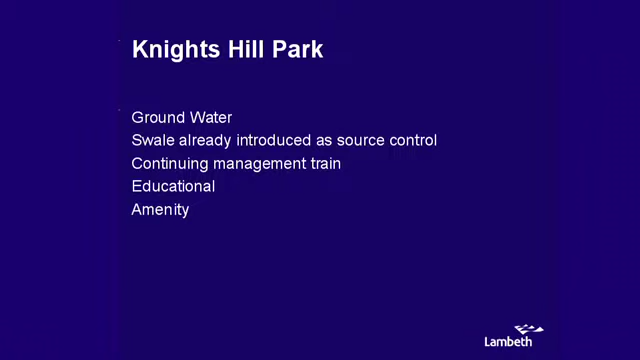 Knights Hill Park
Ground Water
Swale already introduced as source control
Continuing management train
Educational
Amenity
Lambeth